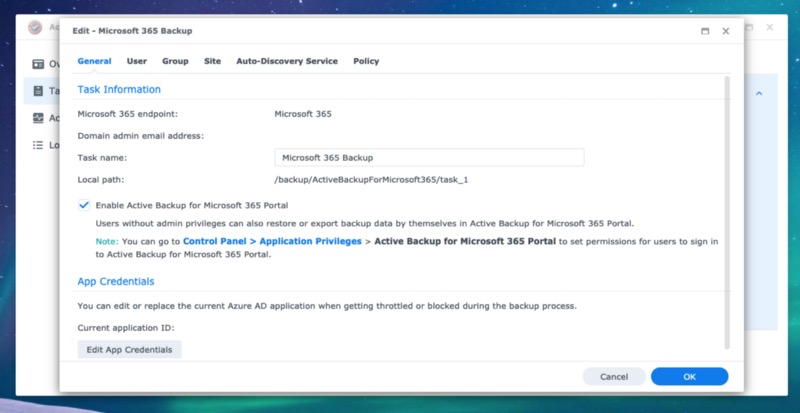 Edit - Microsoft 365 Backup
General User Group Site Auto-Discovery Service Policy
Task Information
Microsoft 365 endpoint: Microsoft 365
Domain admin email address:
Task name: Microsoft 365 Backup
Local path: /backup/ActiveBackupForMicrosoft365/task_1
Enable Active Backup for Microsoft 365 Portal
Users without admin privileges can also restore or export backup data by themselves in Active Backup for Microsoft 365 Portal.
Note: You can go to Control Panel > Application Privileges > Active Backup for Microsoft 365 Portal to set permissions for users to sign in
to Active Backup for Microsoft 365 Portal.
App Credentials
You can edit or replace the current Azure AD application when getting throttled or blocked during the backup process.
Current application ID:
Edit App Credentials
Cancel OK
Ac
Ov
Ta
Ac
Lo